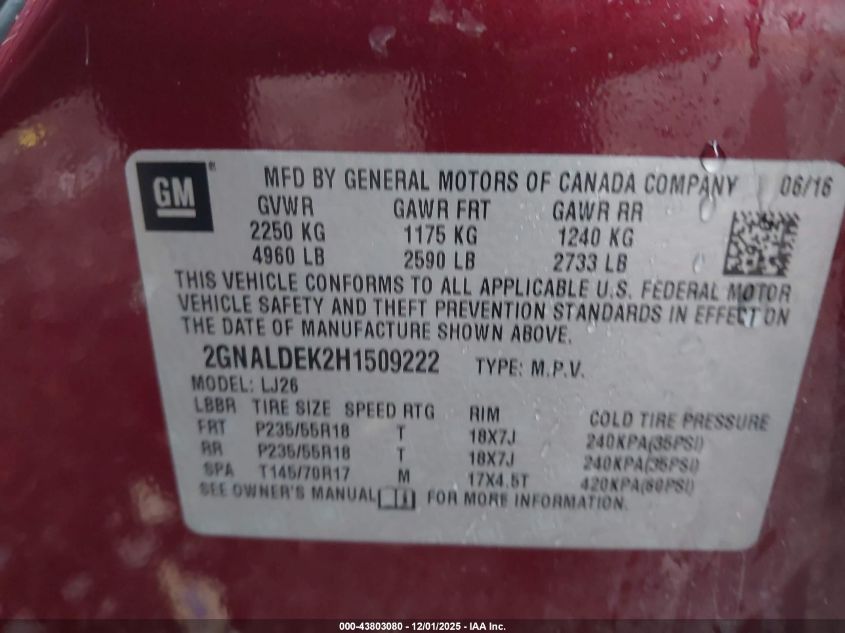 GM
®
MFD BY GENERAL MOTORS OF CANADA COMPANY 06/16
GVWR GAWR FRT GAWR RR
2250 KG 1175 KG 1240 KG
4960 LB 2590 LB 2733 LB
THIS VEHICLE CONFORMS TO ALL APPLICABLE U.S. FEDERAL MOTOR
VEHICLE SAFETY AND THEFT PREVENTION STANDARDS IN EFFECT ON
THE DATE OF MANUFACTURE SHOWN ABOVE.
2GNALDEK2H1509222 TYPE: M.P.V.
MODEL: LJ26
LBBR TIRE SIZE SPEED RTG RIM COLD TIRE PRESSURE
FRT P235/55R18 T 18X7J 240KPA(35PSI)
RR P235/55R18 T 18X7J 240KPA(35PSI)
SPA T145/70R17 M 17X4.5T 420KPA(60PSI)
SEE OWNER'S MANUAL FOR MORE INFORMATION.
000-43803080 - 12/01/2025 - IAA Inc.